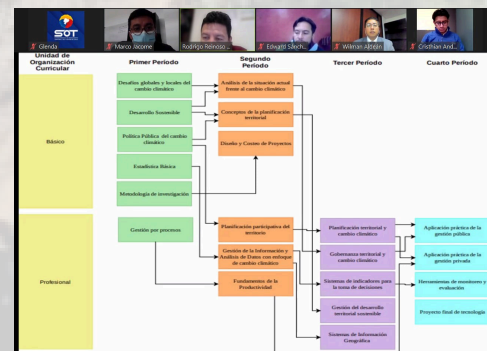 SOT
Glenda
Marco Jacome
Rodrigo Reinoso ...
Edwatti Sánch...
Wilman Aldeán
Cristhian And...
Unidad de
Organización
Curricular
Primer Período
Segundo
Período
Tercer Período
Cuarto Período
Básico
Desafíos globales y locales del
cambio climático
Desarrollo Sostenible
Política Pública del cambio
climático
Estadística Básica
Metodología de investigación
Análisis de la situación actual
frente al cambio climático
Conceptos de la planificación
territorial
Diseño y Costeo de Proyectos
Profesional
Gestión por procesos
Planificación participativa del
territorio
Gestión de la Información y
Análisis de Datos con enfoque
de cambio climático
Fundamentos de la
Productividad
Planificación territorial y
cambio climático
Gobernanza territorial y
cambio climático
Sistemas de indicadores para
la toma de decisiones
Gestión del desarrollo
territorial sostenible
Sistemas de Información
Geográfica
Aplicación práctica de la
gestión pública
Aplicación práctica de la
gestión privada
Herramientas de monitoreo y
evaluación
Proyecto final de tecnología